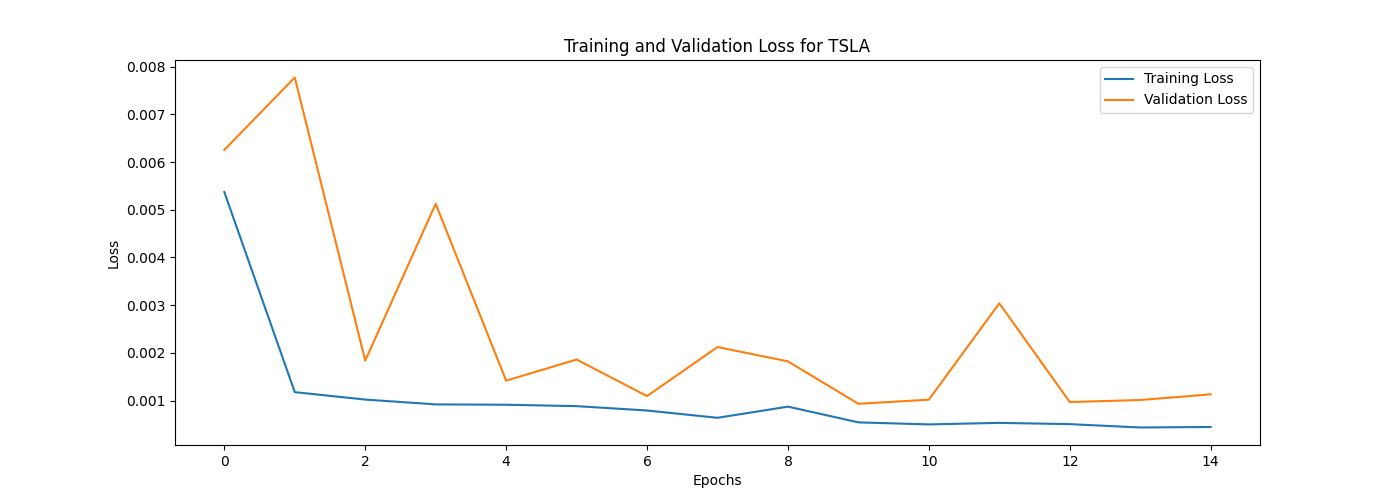 Training and Validation Loss for TSLA
Training Loss
Validation Loss
0.008
0.007
0.006
0.005
0.004
0.003
0.002
0.001
Loss
0 2 4 6 8 10 12 14
Epochs